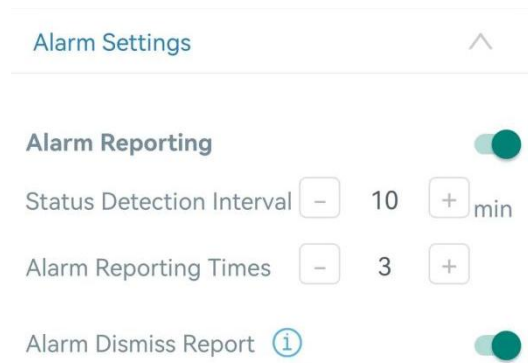 Alarm Settings
Alarm Reporting
Status Detection Interval - 10 + min
Alarm Reporting Times - 3 +
Alarm Dismiss Report i